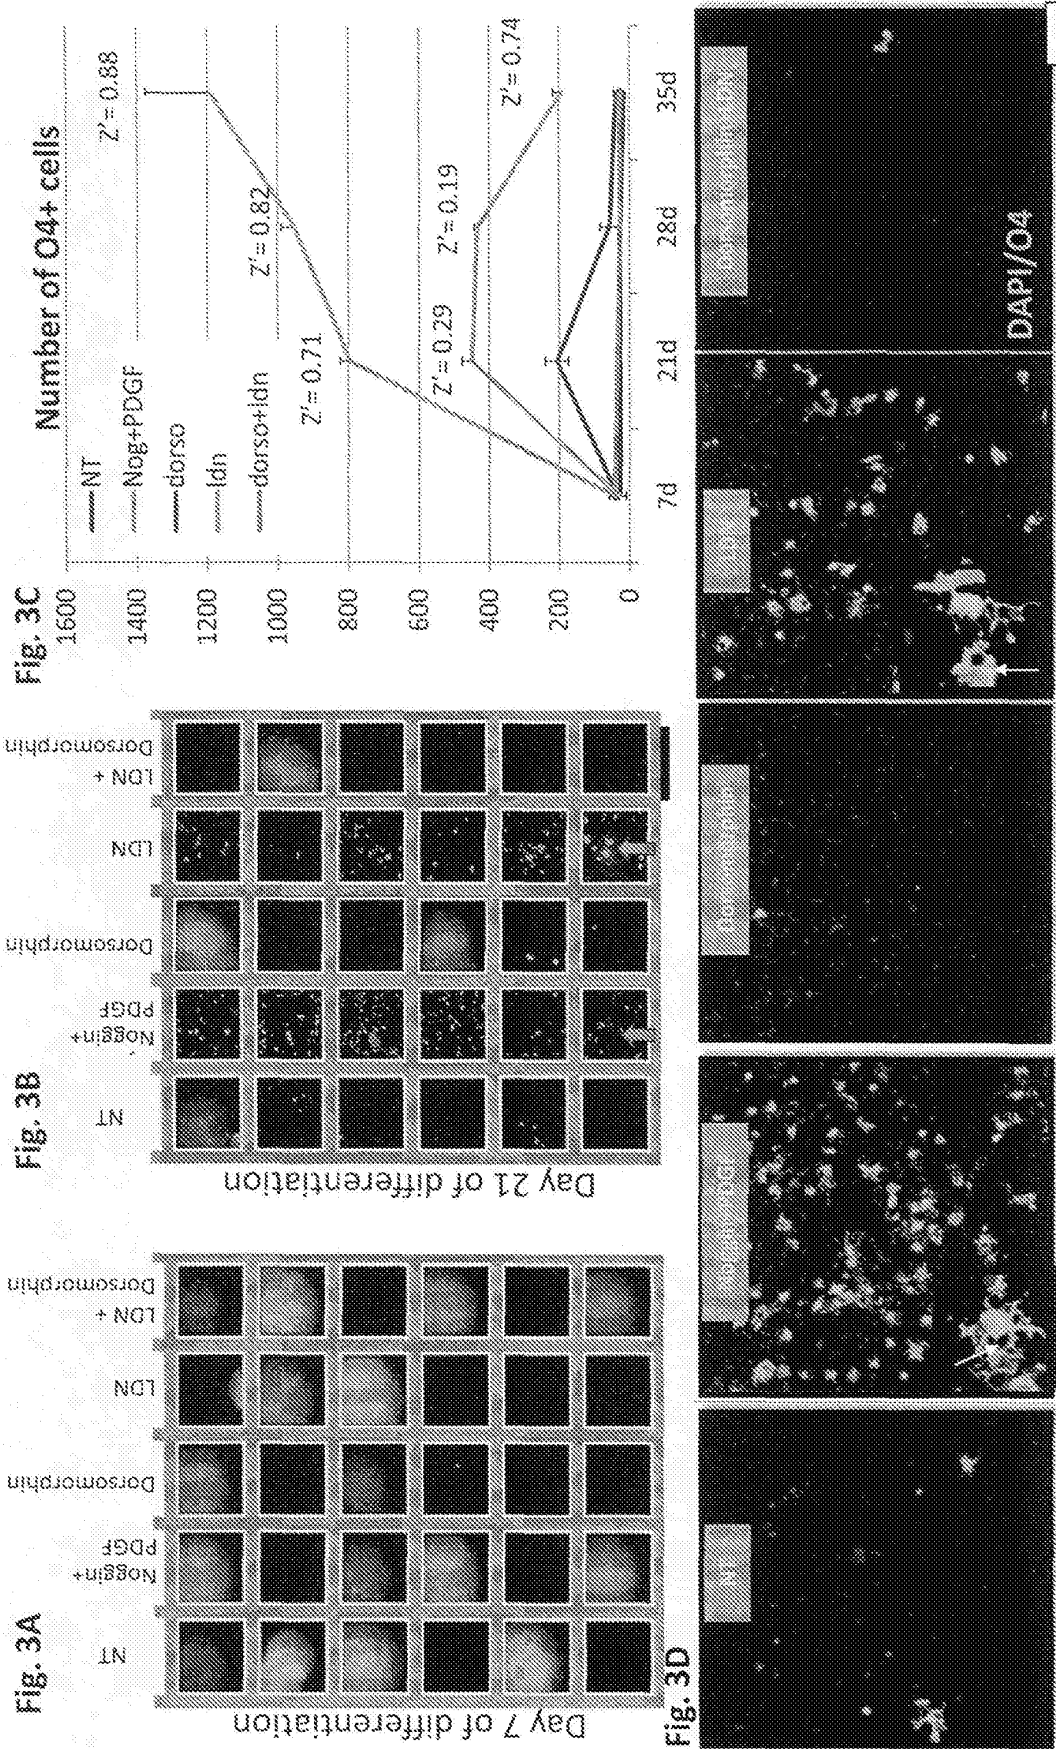 Fig. 3A
NT
Noggin+
PDGF
Dorsomorphin
LDN
LDN +
Dorsomorphin
Day 7 of differentiation
Fig. 3B
NT
Noggin+
PDGF
Dorsomorphin
LDN
LDN +
Dorsomorphin
Day 21 of differentiation
Fig. 3C
Number of O4+ cells
1600
1400
1200
1000
800
600
400
200
0
NT
Nog+PDGF
dorso
ldn
dorso+ldn
Z'= 0.71
Z'= 0.82
Z'= 0.88
Z'= 0.29
Z'= 0.19
Z'= 0.74
7d
21d
28d
35d
Fig. 3D
DAPI/O4